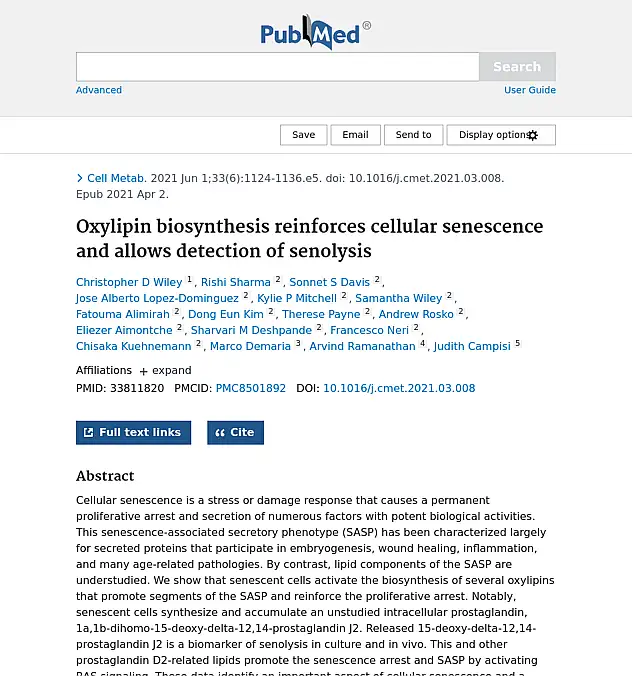 PubMed®
Search
Advanced
User Guide
Save
Email
Send to
Display options
Cell Metab. 2021 Jun 1;33(6):1124-1136.e5. doi: 10.1016/j.cmet.2021.03.008.
Epub 2021 Apr 2.
Oxylipin biosynthesis reinforces cellular senescence
and allows detection of senolysis
Christopher D Wiley 1, Rishi Sharma 2, Sonnet S Davis 2,
Jose Alberto Lopez-Dominguez 2, Kylie P Mitchell 2, Samantha Wiley 2,
Fatouma Alimirah 2, Dong Eun Kim 2, Therese Payne 2, Andrew Rosko 2,
Eliezer Aimontche 2, Sharvari M Deshpande 2, Francesco Neri 2,
Chisaka Kuehnemann 2, Marco Demaria 3, Arvind Ramanathan 4, Judith Campisi 5
Affiliations + expand
PMID: 33811820 PMCID: PMC8501892 DOI: 10.1016/j.cmet.2021.03.008
Full text links
Cite
Abstract
Cellular senescence is a stress or damage response that causes a permanent
proliferative arrest and secretion of numerous factors with potent biological activities.
This senescence-associated secretory phenotype (SASP) has been characterized largely
for secreted proteins that participate in embryogenesis, wound healing, inflammation,
and many age-related pathologies. By contrast, lipid components of the SASP are
understudied. We show that senescent cells activate the biosynthesis of several oxylipins
that promote segments of the SASP and reinforce the proliferative arrest. Notably,
senescent cells synthesize and accumulate an unstudied intracellular prostaglandin,
1a,1b-dihomo-15-deoxy-delta-12,14-prostaglandin J2. Released 15-deoxy-delta-12,14-
prostaglandin J2 is a biomarker of senolysis in culture and in vivo. This and other
prostaglandin D2-related lipids promote the senescence arrest and SASP by activating
RAS signaling. These data identify an important aspect of cellular senescence and a